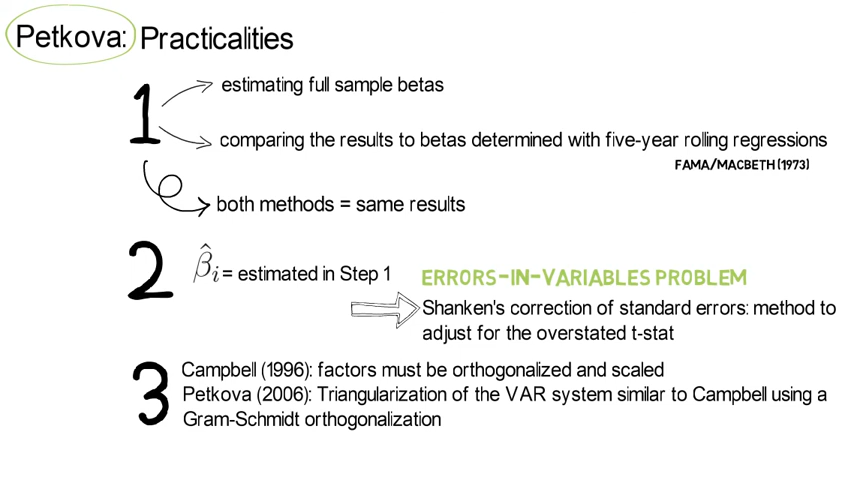 Petkova: Practicalities
1
estimating full sample betas
comparing the results to betas determined with five-year rolling regressions
FAMA/MACBETH (1973)
both methods = same results
2
β̂i = estimated in Step 1
ERRORS-IN-VARIABLES PROBLEM
Shanken's correction of standard errors: method to
adjust for the overstated t-stat
3
Campbell (1996): factors must be orthogonalized and scaled
Petkova (2006): Triangularization of the VAR system similar to Campbell using a
Gram-Schmidt orthogonalization